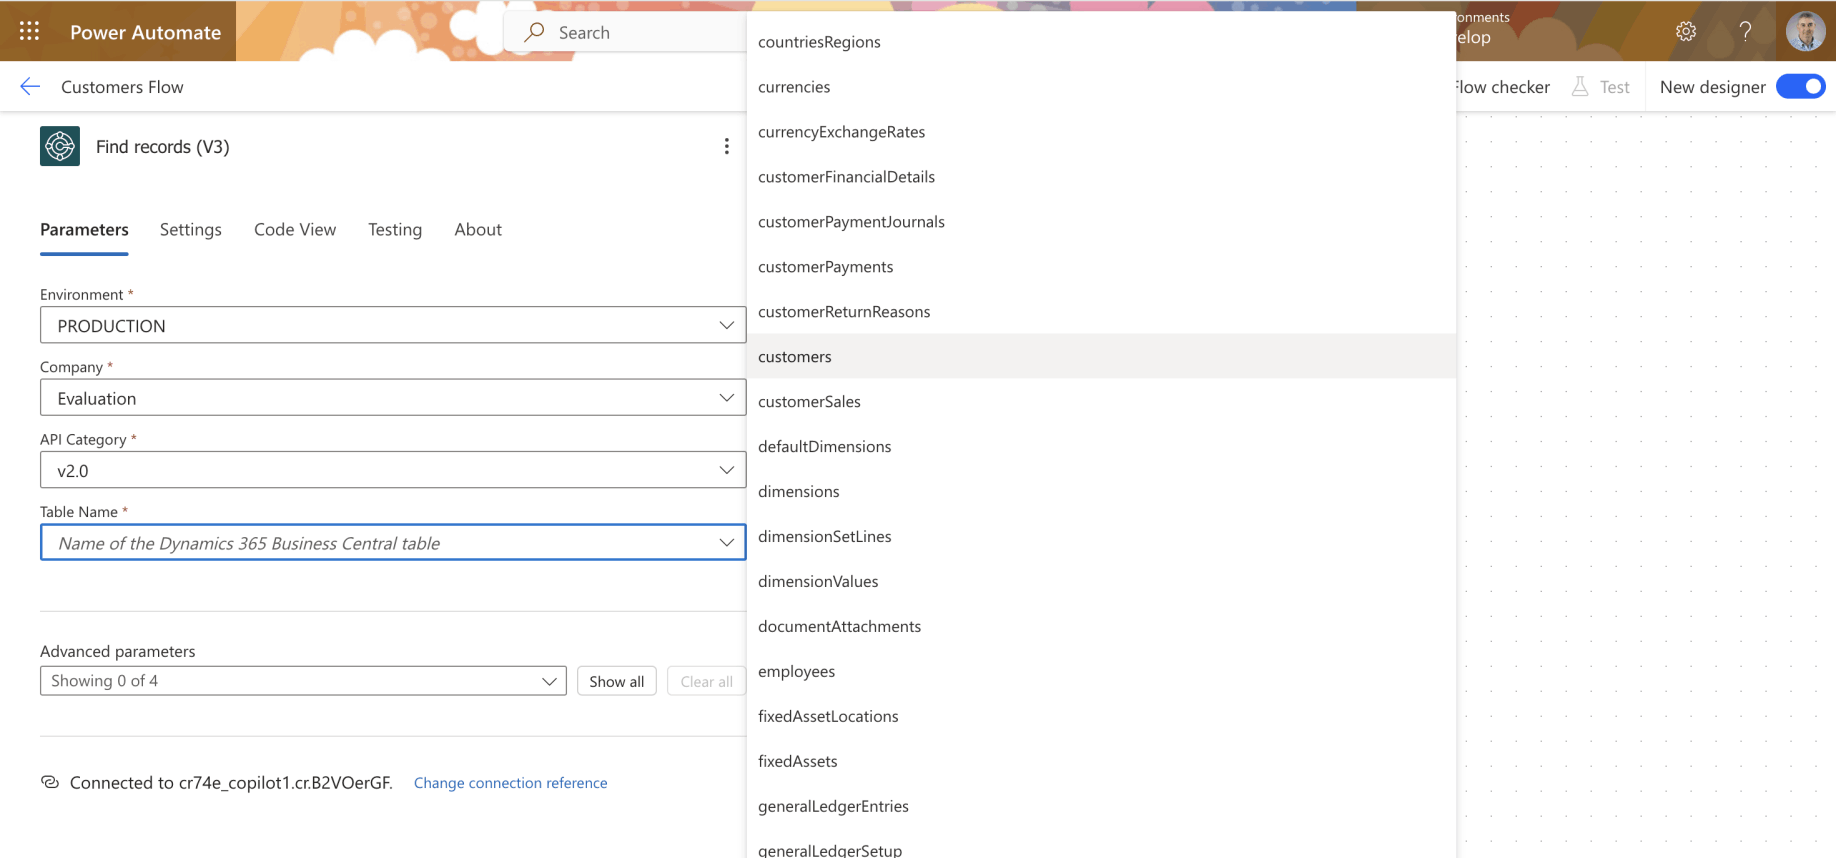 Power Automate
Search
onments
elop
?
Customers Flow
Flow checker
Test
New designer
Find records (V3)
Parameters
Settings
Code View
Testing
About
Environment *
PRODUCTION
Company *
Evaluation
API Category *
v2.0
Table Name *
Name of the Dynamics 365 Business Central table
Advanced parameters
Showing 0 of 4
Show all
Clear all
Connected to cr74e_copilot1.cr.B2VOerGF.
Change connection reference
countriesRegions
currencies
currencyExchangeRates
customerFinancialDetails
customerPaymentJournals
customerPayments
customerReturnReasons
customers
customerSales
defaultDimensions
dimensions
dimensionSetLines
dimensionValues
documentAttachments
employees
fixedAssetLocations
fixedAssets
generalLedgerEntries
generalLedgerSetup